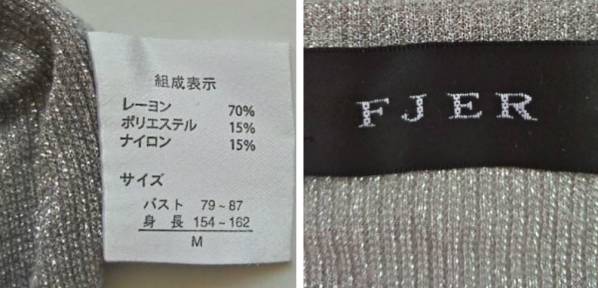 組成表示
レーヨン 70%
ポリエステル 15%
ナイロン 15%
サイズ
バスト 79~87
身長 154~162
M
FJER